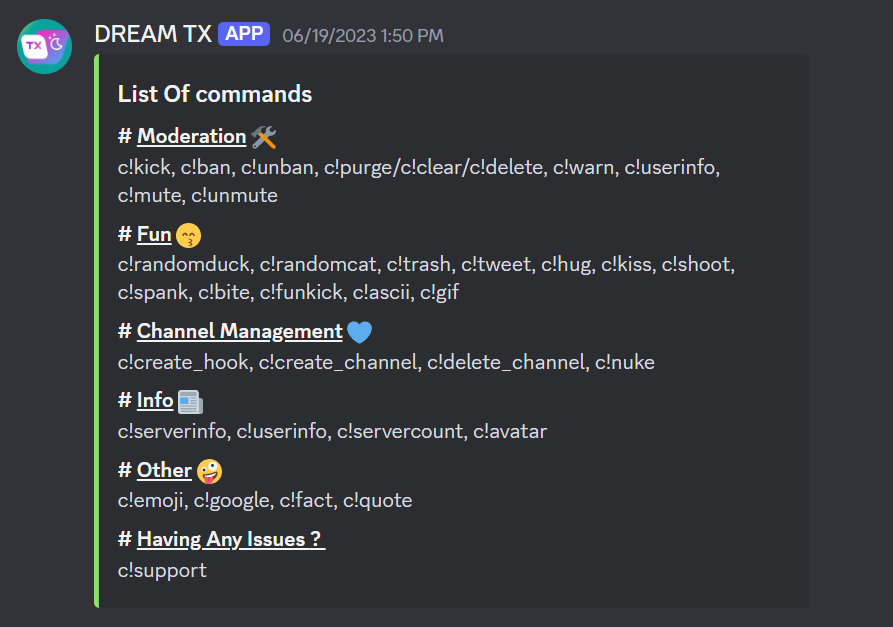 DREAM TX APP 06/19/2023 1:50 PM
TX
List Of commands
# Moderation 🛠️
c!kick, c!ban, c!unban, c!purge/c!clear/c!delete, c!warn, c!userinfo,
c!mute, c!unmute
# Fun 😙
c!randomduck, c!randomcat, c!trash, c!tweet, c!hug, c!kiss, c!shoot,
c!spank, c!bite, c!funkick, c!ascii, c!gif
# Channel Management 💙
c!create_hook, c!create_channel, c!delete_channel, c!nuke
# Info 📰
c!serverinfo, c!userinfo, c!servercount, c!avatar
# Other 🤪
c!emoji, c!google, c!fact, c!quote
# Having Any Issues ?
c!support